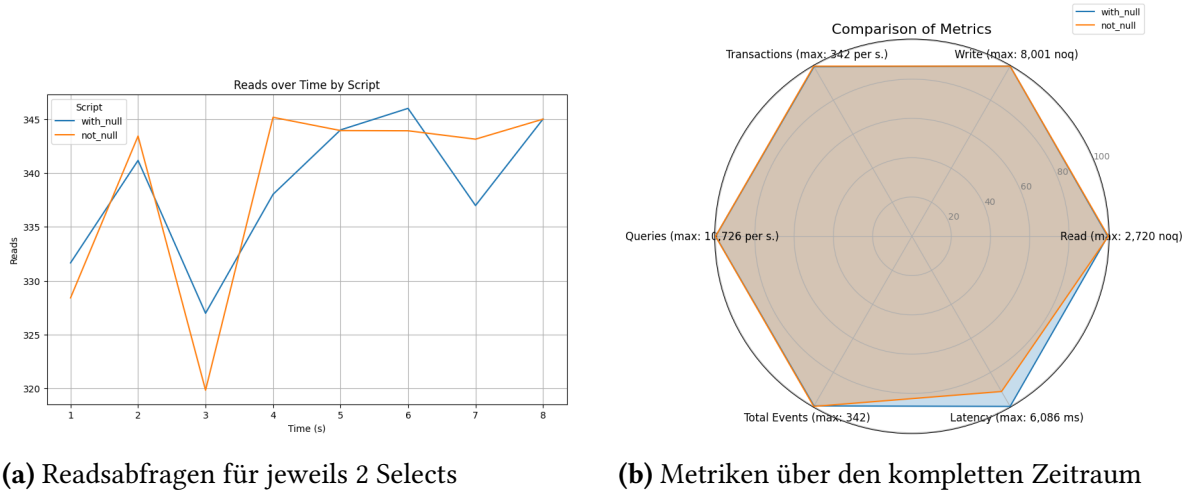 Reads over Time by Script
Script
with_null
not_null
345
340
335
330
325
320
Reads
1 2 3 4 5 6 7 8
Time (s)
(a) Readsabfragen für jeweils 2 Selects
with_null
not_null
Comparison of Metrics
Transactions (max: 342 per s.)
Write (max: 8,001 noq)
100
80
60
40
20
Queries (max: 10,726 per s.)
Read (max: 2,720 noq)
Total Events (max: 342)
Latency (max: 6,086 ms)
(b) Metriken über den kompletten Zeitraum